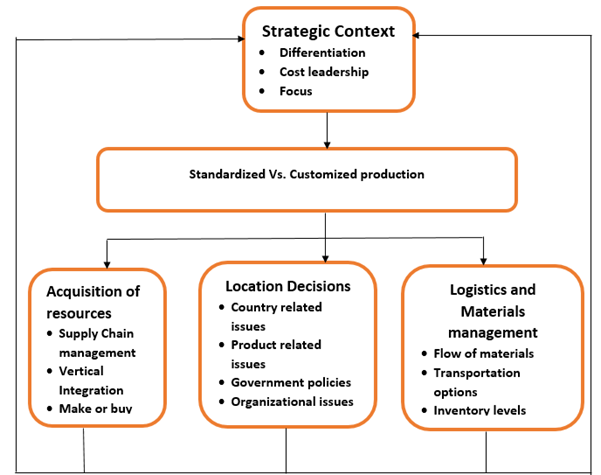 Strategic Context
Differentiation
Cost leadership
Focus
Standardized Vs. Customized production
Acquisition of
resources
Supply Chain
management
Vertical
Integration
Make or buy
Location Decisions
Country related
issues
Product related
issues
Government policies
Organizational issues
Logistics and
Materials
management
Flow of materials
Transportation
options
Inventory levels